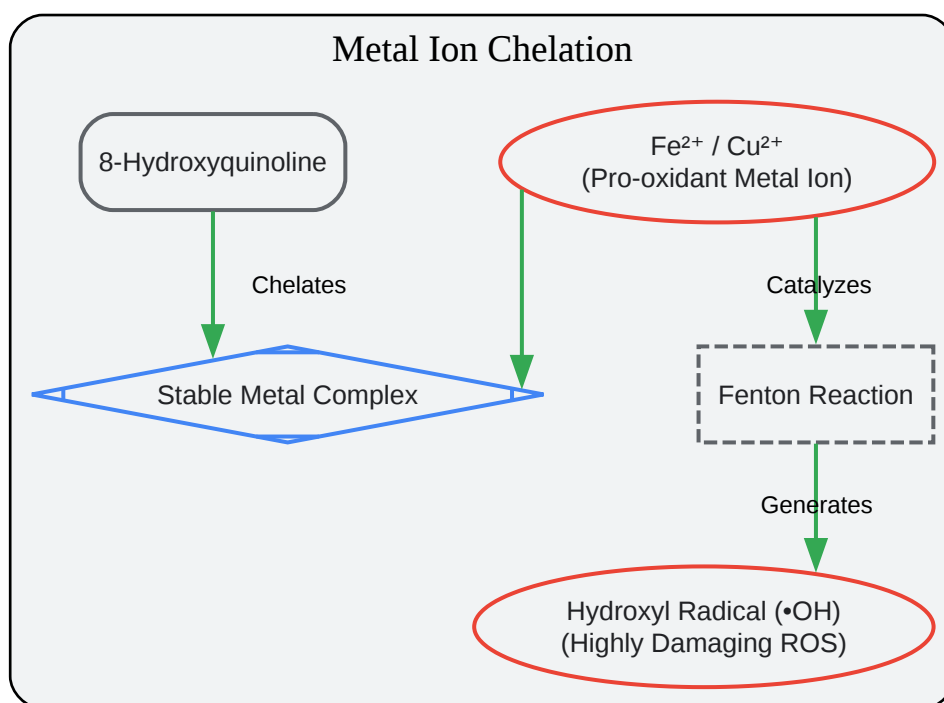 Metal Ion Chelation
8-Hydroxyquinoline
Fe²⁺ / Cu²⁺
(Pro-oxidant Metal Ion)
Chelates
Catalyzes
Stable Metal Complex
Fenton Reaction
Generates
Hydroxyl Radical (•OH)
(Highly Damaging ROS)